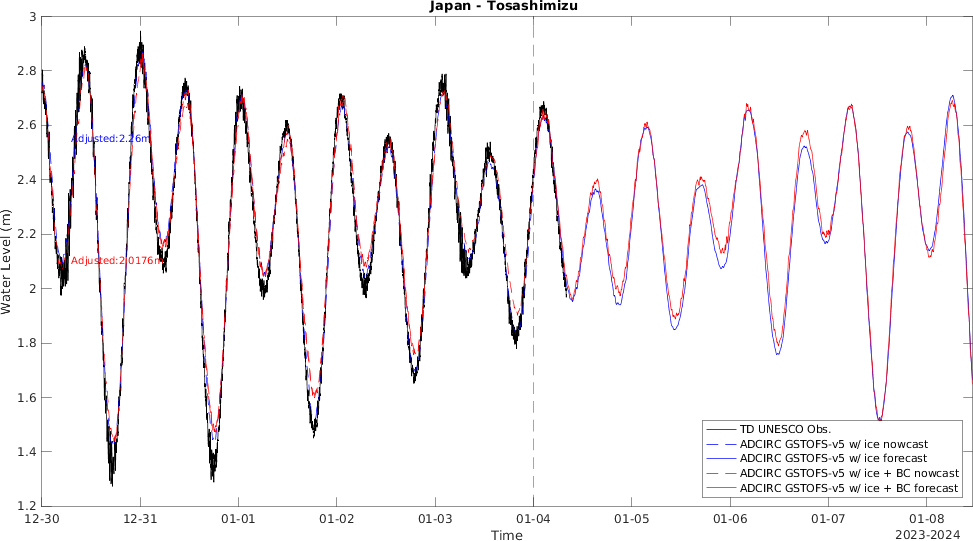 Japan - Tosashimizu
3
2.8
2.6
2.4
2.2
2
1.8
1.6
1.4
1.2
Water Level (m)
Adjusted:2.26m
Adjusted:2.0176m
TD UNESCO Obs.
ADCIRC GSTOFS-v5 w/ ice nowcast
ADCIRC GSTOFS-v5 w/ ice forecast
ADCIRC GSTOFS-v5 w/ ice + BC nowcast
ADCIRC GSTOFS-v5 w/ ice + BC forecast
12-30 12-31 01-01 01-02 01-03 01-04 01-05 01-06 01-07 01-08
Time
2023-2024